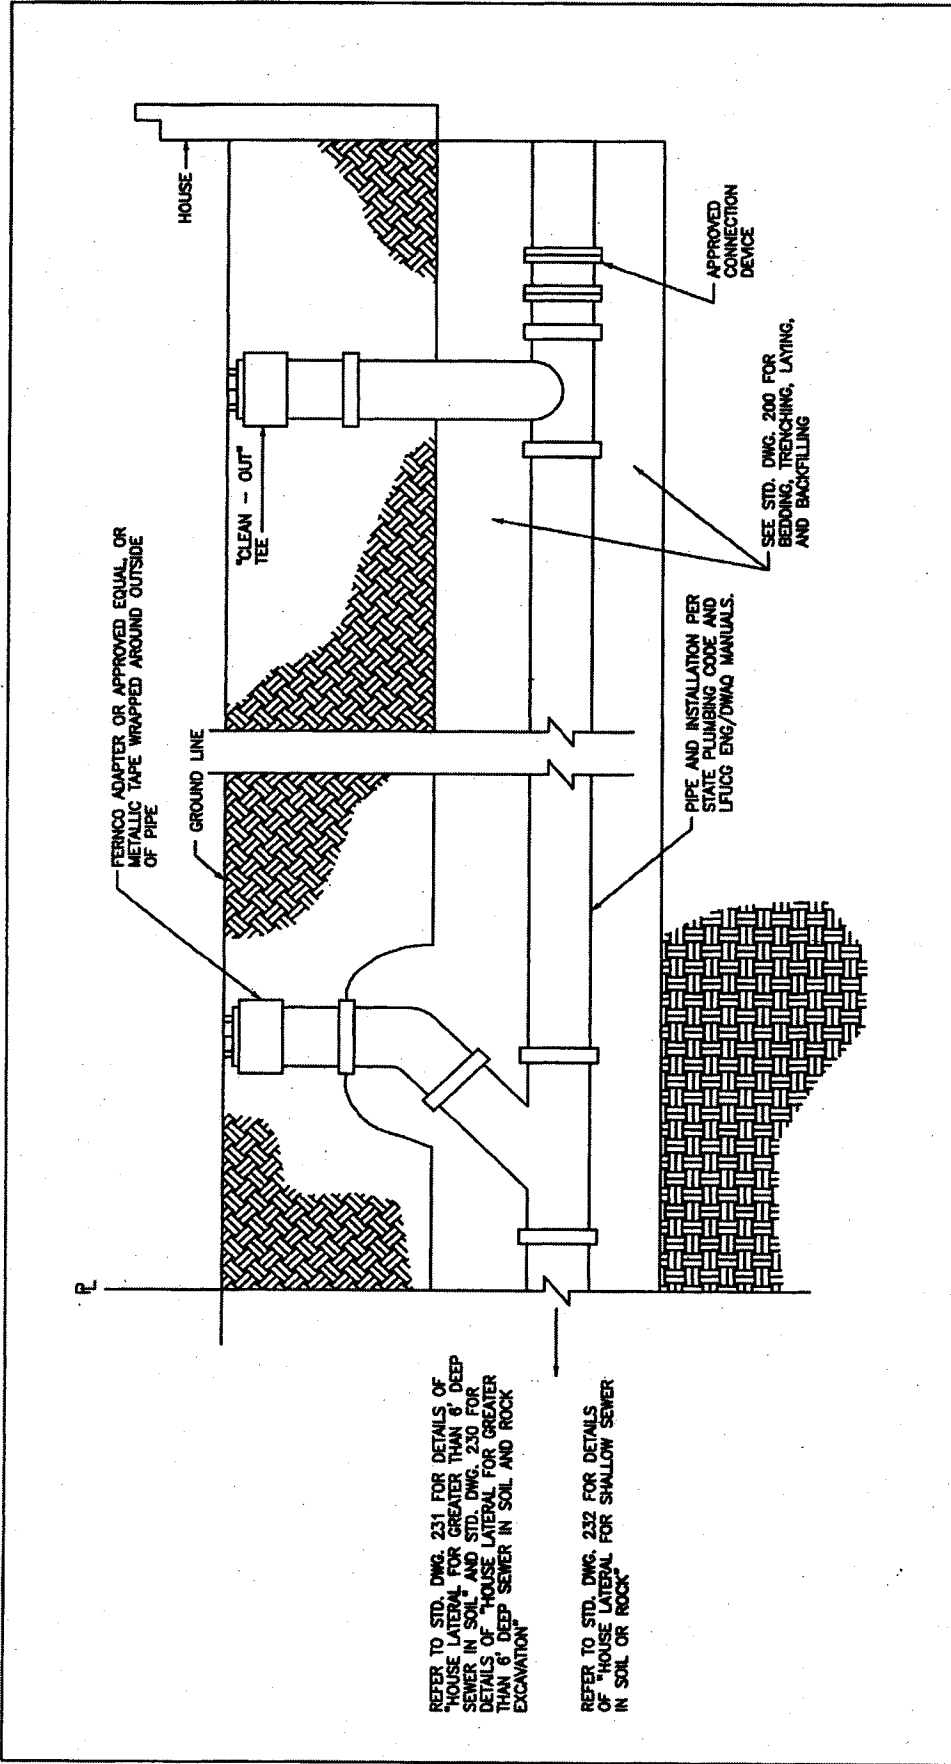 REFER TO STD. DWG. 231 FOR DETAILS OF
"HOUSE LATERAL FOR GREATER THAN 6' DEEP
SEWER IN SOIL" AND STD. DWG. 230 FOR
DETAILS OF "HOUSE LATERAL FOR GREATER
THAN 6' DEEP SEWER IN SOIL AND ROCK
EXCAVATION"
REFER TO STD. DWG. 232 FOR DETAILS
OF "HOUSE LATERAL FOR SHALLOW SEWER
IN SOIL OR ROCK"
PL
FERNCO ADAPTER OR APPROVED EQUAL, OR
METALLIC TAPE WRAPPED AROUND OUTSIDE
OF PIPE
GROUND LINE
"CLEAN - OUT"
TEE
HOUSE
PIPE AND INSTALLATION PER
STATE PLUMBING CODE AND
LFUCG ENG/DWAQ MANUALS.
SEE STD. DWG. 200 FOR
BEDDING, TRENCHING, LAYING,
AND BACKFILLING
APPROVED
CONNECTION
DEVICE